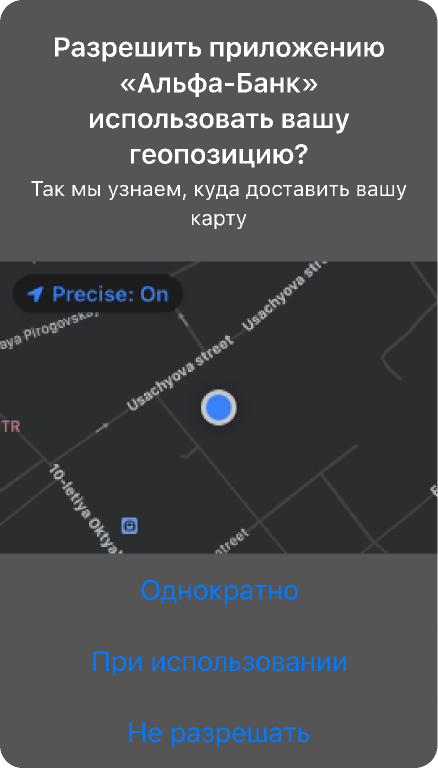 Разрешить приложению
«Альфа-Банк»
использовать вашу
геопозицию?
Так мы узнаем, куда доставить вашу
карту
Precise: On
Usachyova
aya Pirogovskay
Usachyova street
TR
10-letiya Oktya
street
Однократно
При использовании
Не разрешать